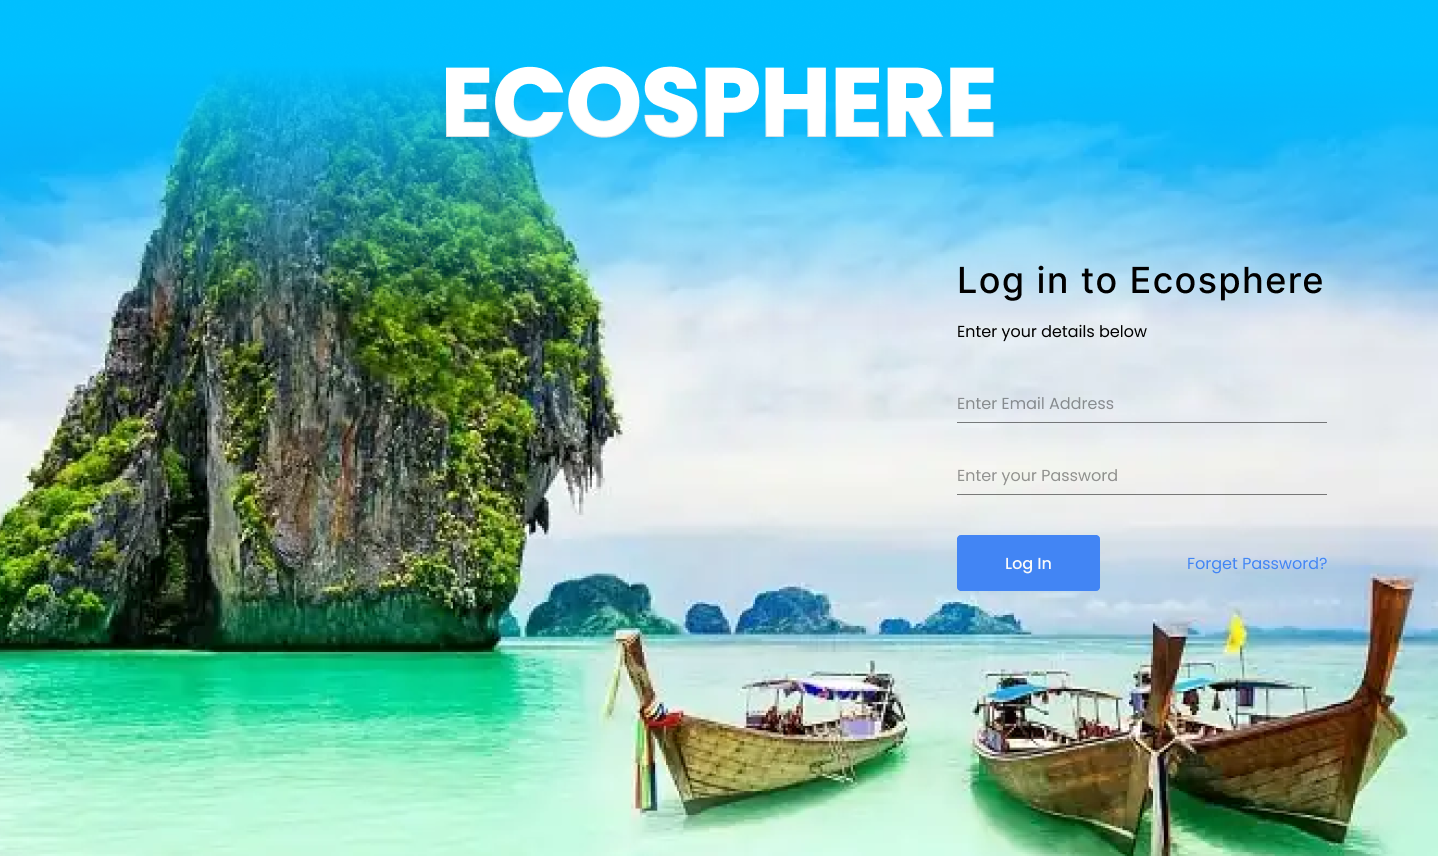 ECOSPHERE
Log in to Ecosphere
Enter your details below
Enter Email Address
Enter your Password
Log In
Forget Password?